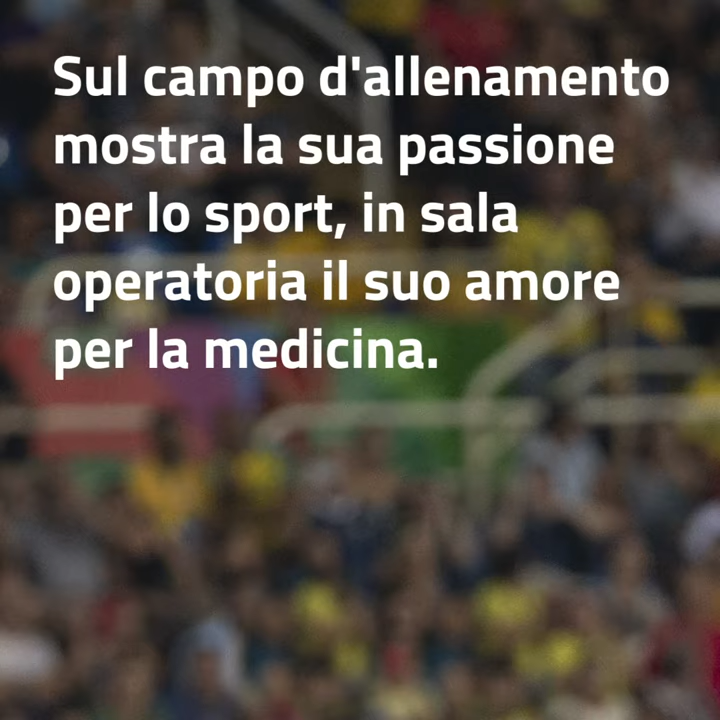 Sul campo d'allenamento
mostra la sua passione
per lo sport, in sala
operatoria il suo amore
per la medicina.